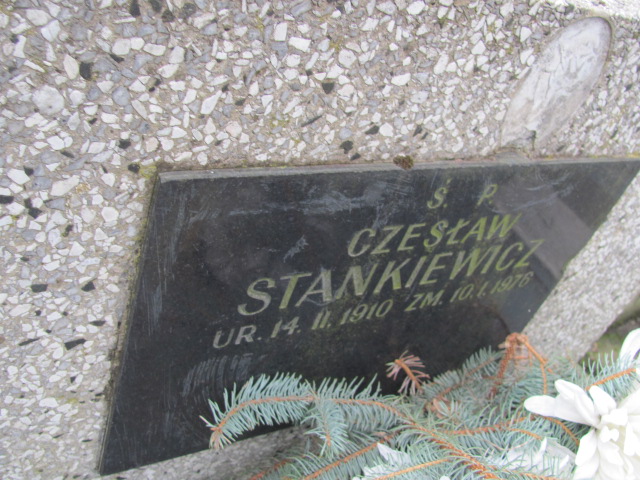 Ś. P.
CZESŁAW
STANKIEWICZ
UR. 14. II. 1910 ZM. 10. I. 1976